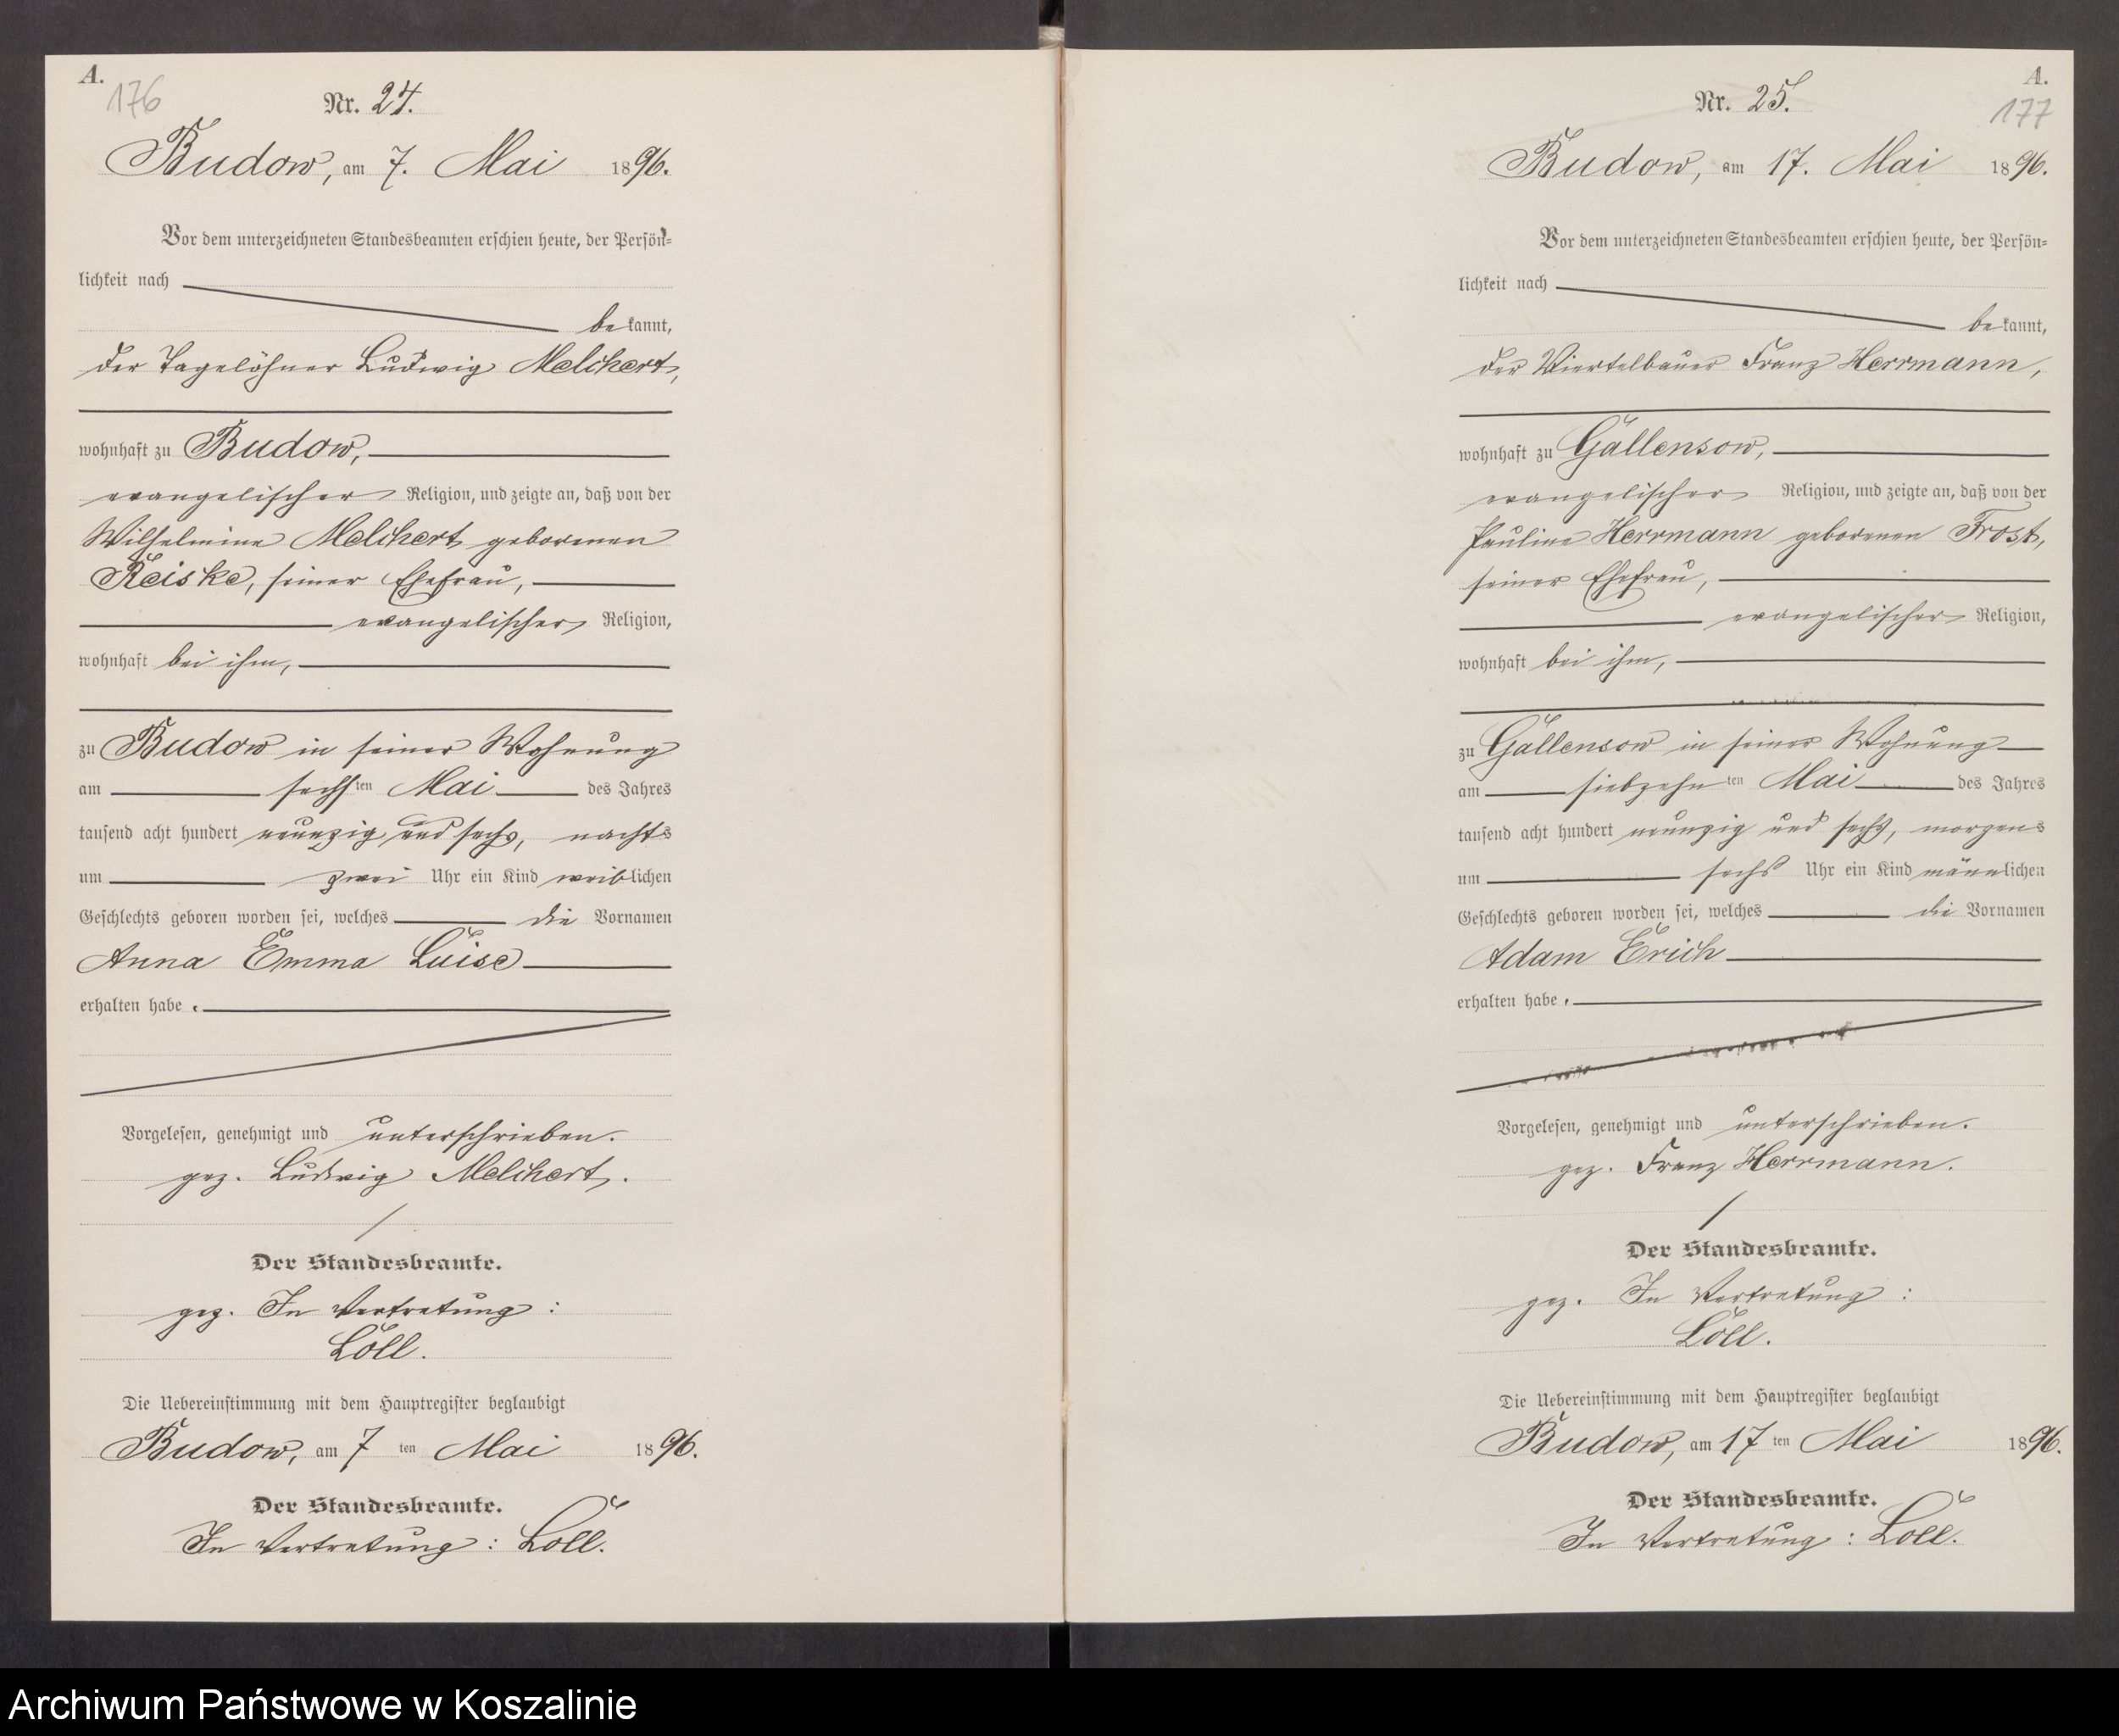 A.
176
Nr. 24.
Budow, am 7. Mai 1896.
Vor dem unterzeichneten Standesbeamten erschien heute, der Persön=
lichkeit nach
bekannt,
der Tagelöhner Ludwig Melchert,
wohnhaft zu Budow,
evangelischer Religion, und zeigte an, daß von der
Wilhelmine Melchert geborenen
Reiske, seiner Ehefrau,
evangelischer Religion,
wohnhaft bei ihm,
zu Budow in seiner Wohnung
am sechsten Mai des Jahres
tausend acht hundert neunzig und sechs, nachts
um zwei Uhr ein Kind weiblichen
Geschlechts geboren worden sei, welches die Vornamen
Anna Emma Luise
erhalten habe.
Vorgelesen, genehmigt und unterschrieben.
gez. Ludwig Melchert.
Der Standesbeamte.
gez. In Vertretung:
Löll.
Die Uebereinstimmung mit dem Hauptregister beglaubigt
Budow, am 7ten Mai 1896.
Der Standesbeamte.
In Vertretung: Löll.
A.
177
Nr. 25.
Budow, am 17. Mai 1896.
Vor dem unterzeichneten Standesbeamten erschien heute, der Persön=
lichkeit nach
bekannt,
der Viertelbauer Franz Herrmann,
wohnhaft zu Gallensow,
evangelischer Religion, und zeigte an, daß von der
Pauline Herrmann geborenen Frost,
seiner Ehefrau,
evangelischer Religion,
wohnhaft bei ihm,
zu Gallensow in seiner Wohnung
am siebzehnten Mai des Jahres
tausend acht hundert neunzig und sechs, morgens
um sechs Uhr ein Kind männlichen
Geschlechts geboren worden sei, welches die Vornamen
Adam Erich
erhalten habe.
Vorgelesen, genehmigt und unterschrieben.
gez. Franz Herrmann.
Der Standesbeamte.
gez. In Vertretung:
Löll.
Die Uebereinstimmung mit dem Hauptregister beglaubigt
Budow, am 17ten Mai 1896.
Der Standesbeamte.
In Vertretung: Löll.
Archiwum Państwowe w Koszalinie